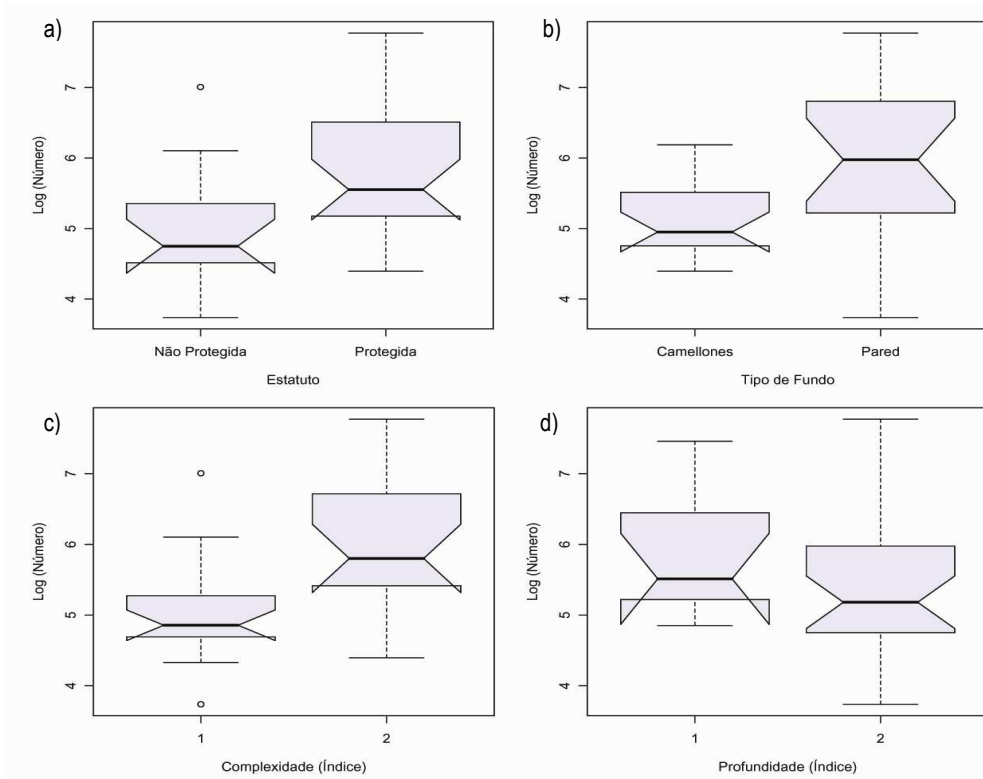 a)
7
6
5
4
Log (Número)
Não Protegida Protegida
Estatuto
b)
7
6
5
4
Log (Número)
Camellones Pared
Tipo de Fundo
c)
7
6
5
4
Log (Número)
1 2
Complexidade (Índice)
d)
7
6
5
4
Log (Número)
1 2
Profundidade (Índice)